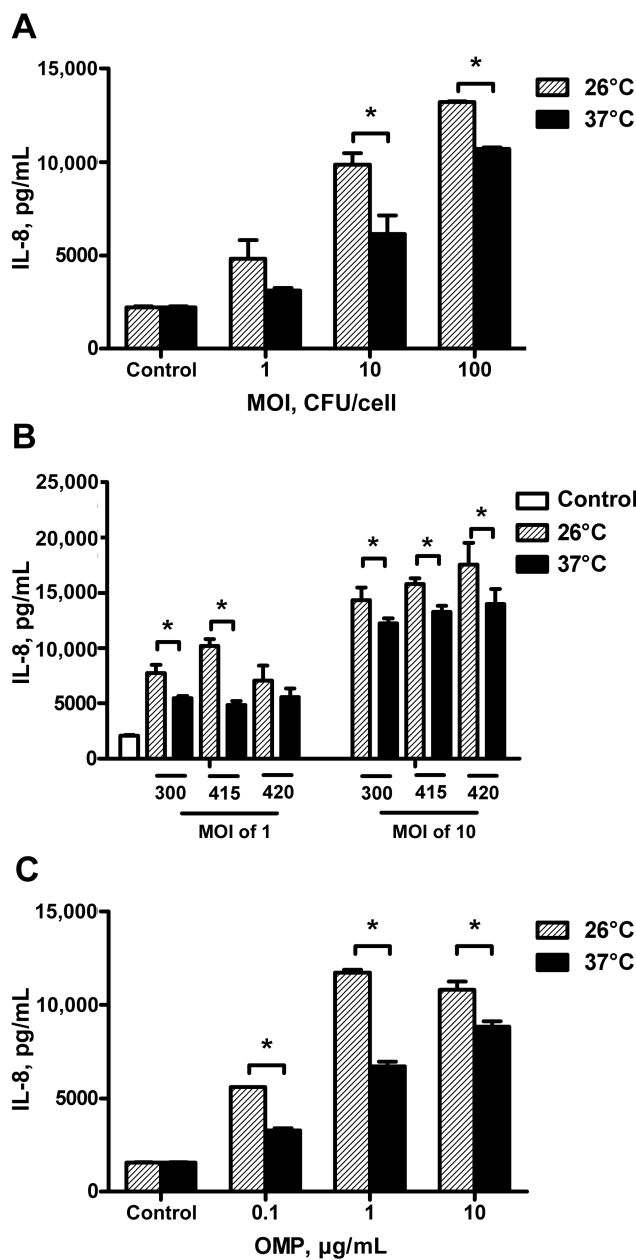 A
IL-8, pg/mL
15,000
10,000
5000
0
* *
26°C
37°C
Control 1 10 100
MOI, CFU/cell
B
IL-8, pg/mL
25,000
20,000
15,000
10,000
5000
0
* * * * *
Control
26°C
37°C
300 415 420 300 415 420
MOI of 1 MOI of 10
C
IL-8, pg/mL
15,000
10,000
5000
0
* * *
26°C
37°C
Control 0.1 1 10
OMP, µg/mL